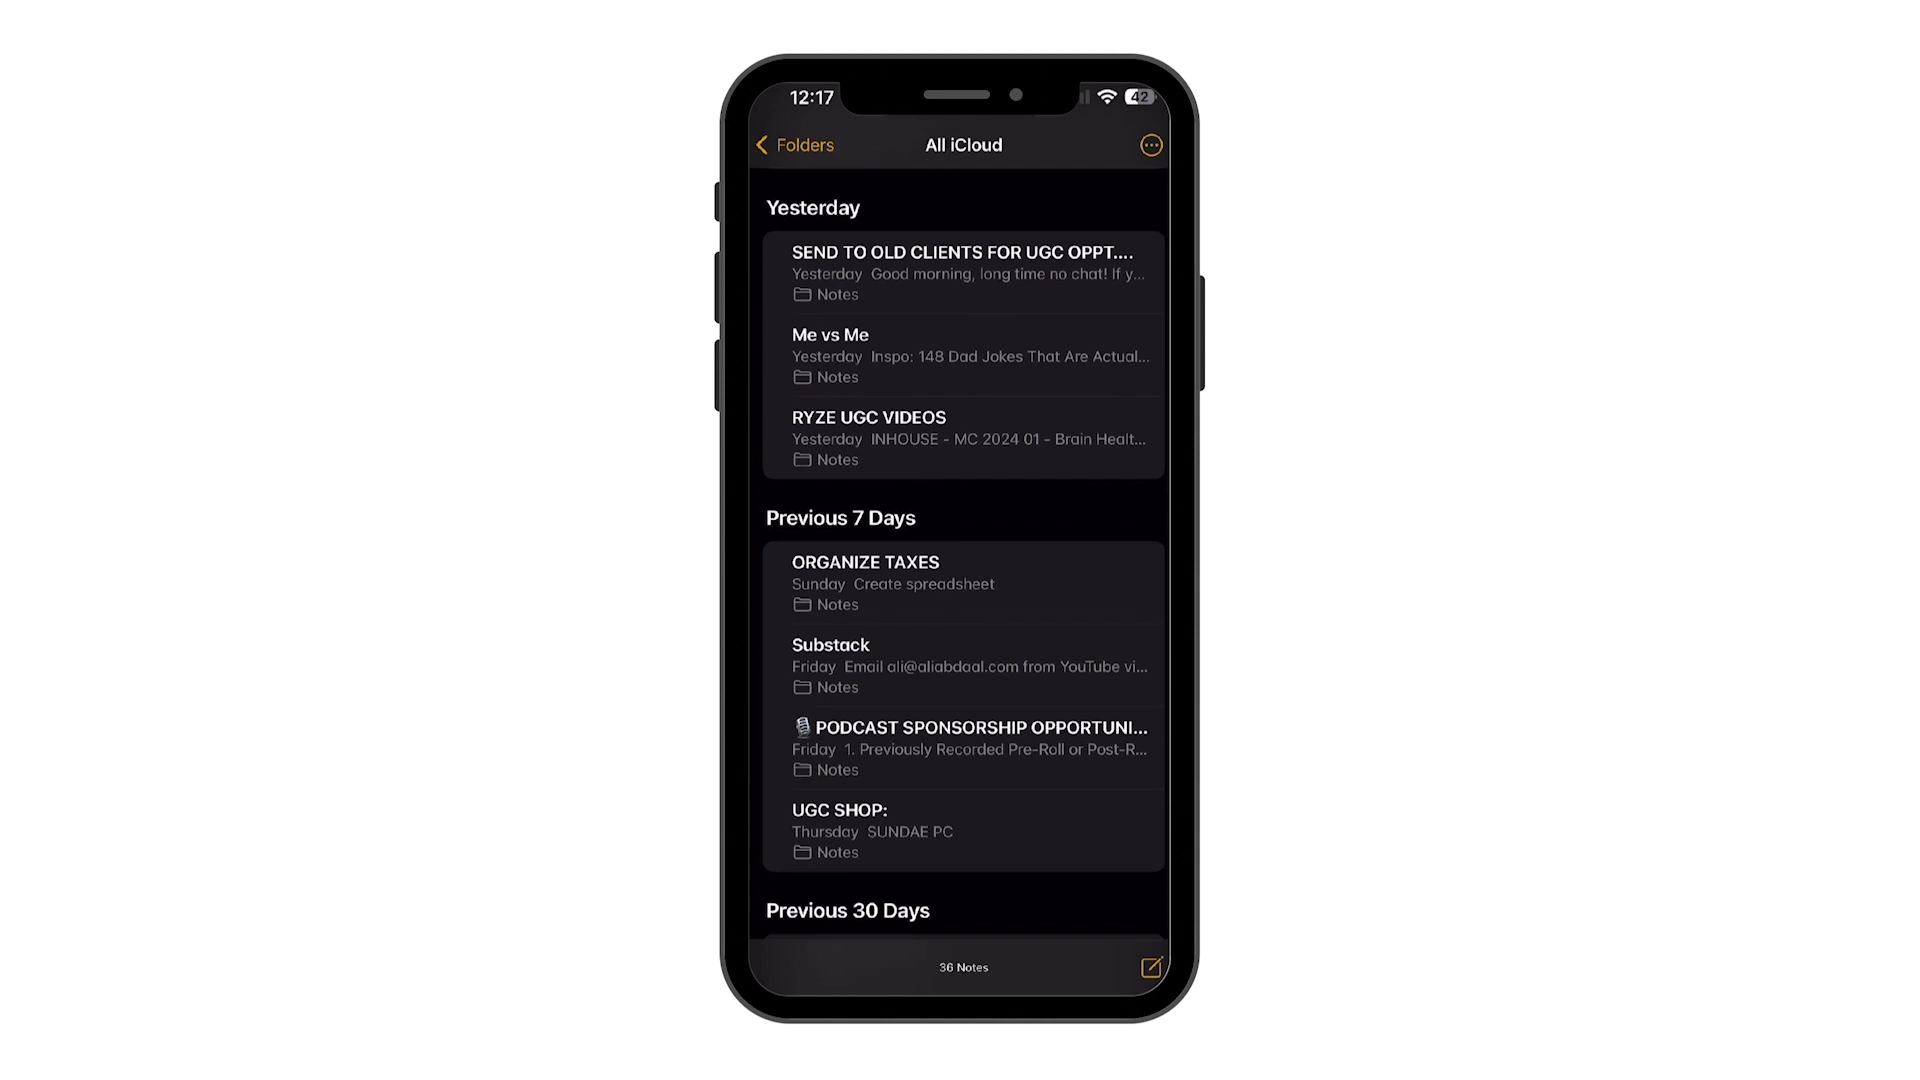 12:17
42
Folders
All iCloud
Yesterday
SEND TO OLD CLIENTS FOR UGC OPPT....
Yesterday Good morning, long time no chat! If y...
Notes
Me vs Me
Yesterday Inspo: 148 Dad Jokes That Are Actual...
Notes
RYZE UGC VIDEOS
Yesterday INHOUSE - MC 2024 01 - Brain Healt...
Notes
Previous 7 Days
ORGANIZE TAXES
Sunday Create spreadsheet
Notes
Substack
Friday Email ali@aliabdaal.com from YouTube vi...
Notes
🎙️PODCAST SPONSORSHIP OPPORTUNI...
Friday 1. Previously Recorded Pre-Roll or Post-R...
Notes
UGC SHOP:
Thursday SUNDAE PC
Notes
Previous 30 Days
36 Notes